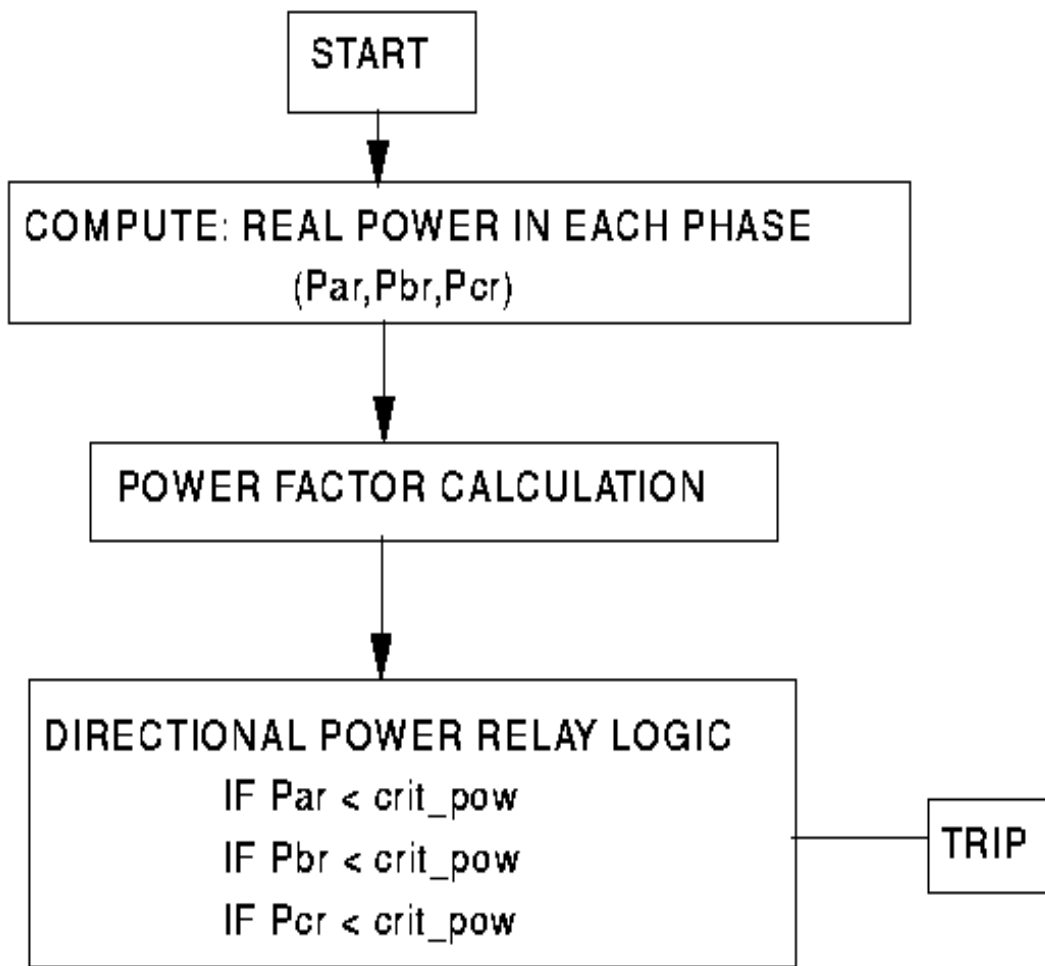 START
COMPUTE: REAL POWER IN EACH PHASE
(Par,Pbr,Pcr)
POWER FACTOR CALCULATION
DIRECTIONAL POWER RELAY LOGIC
IF Par < crit_pow
IF Pbr < crit_pow
IF Pcr < crit_pow
TRIP